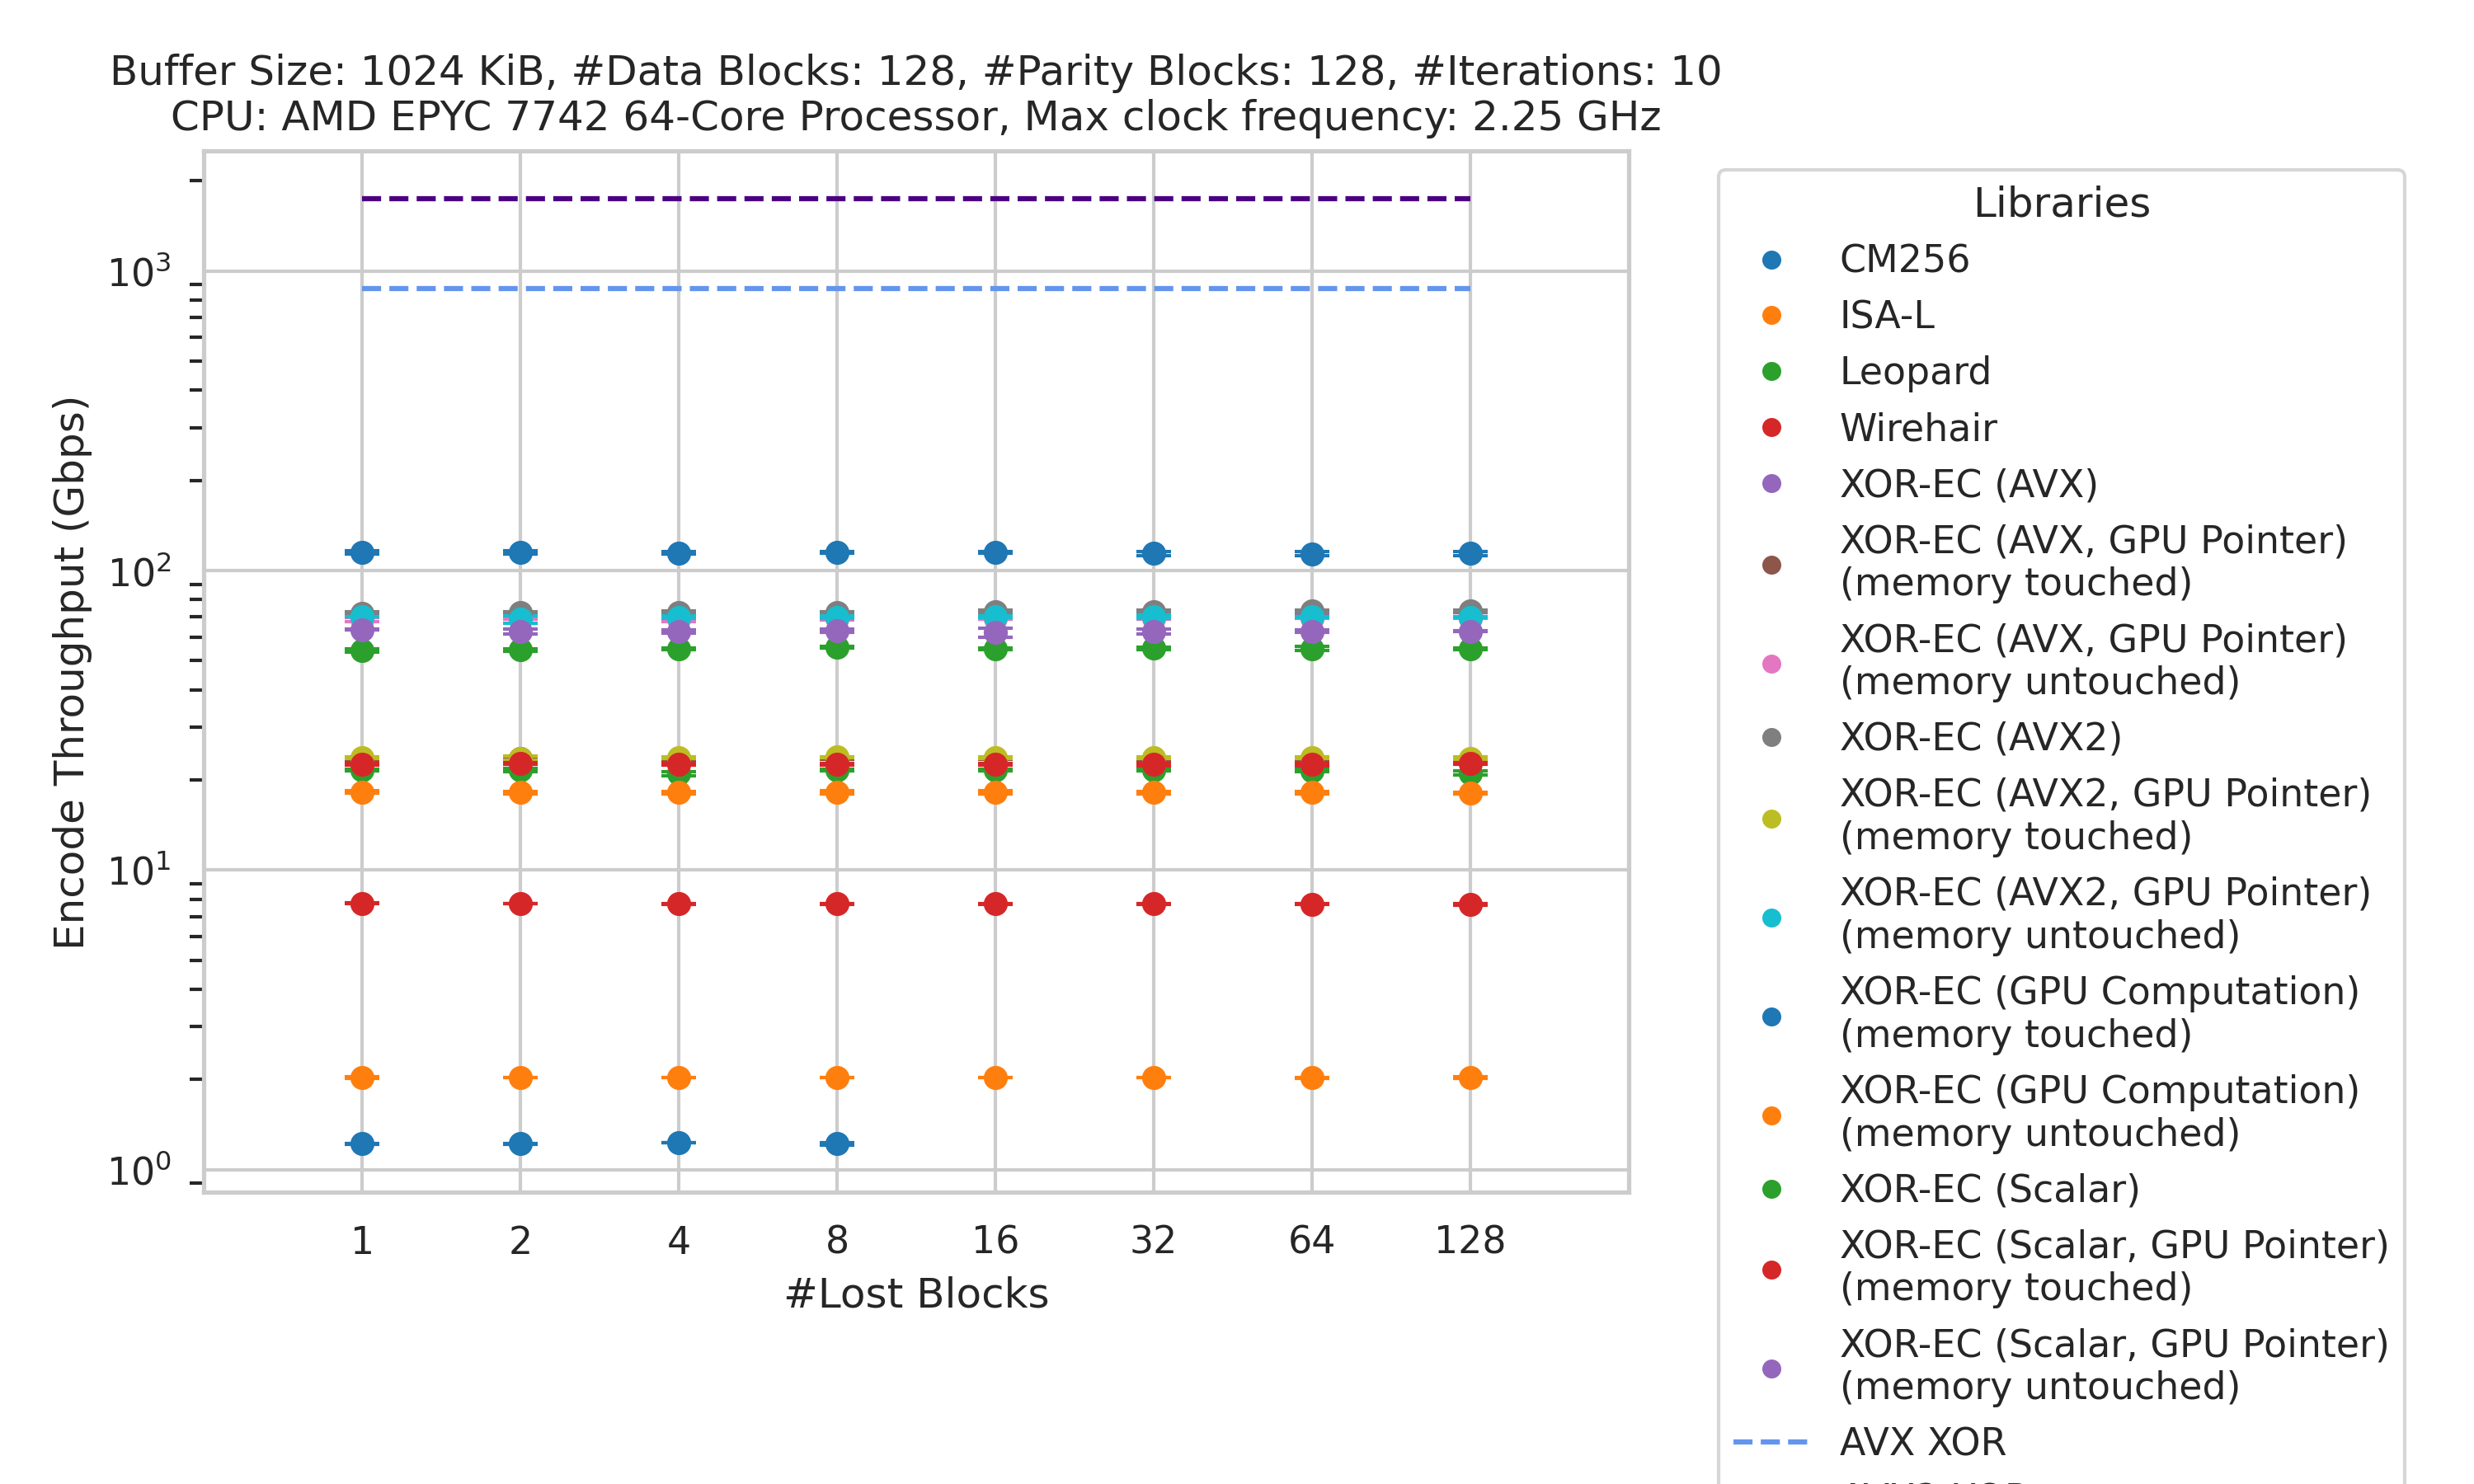 Buffer Size: 1024 KiB, #Data Blocks: 128, #Parity Blocks: 128, #Iterations: 10
CPU: AMD EPYC 7742 64-Core Processor, Max clock frequency: 2.25 GHz
Encode Throughput (Gbps)
10³
10²
10¹
10⁰
1 2 4 8 16 32 64 128
#Lost Blocks
Libraries
CM256
ISA-L
Leopard
Wirehair
XOR-EC (AVX)
XOR-EC (AVX, GPU Pointer)
(memory touched)
XOR-EC (AVX, GPU Pointer)
(memory untouched)
XOR-EC (AVX2)
XOR-EC (AVX2, GPU Pointer)
(memory touched)
XOR-EC (AVX2, GPU Pointer)
(memory untouched)
XOR-EC (GPU Computation)
(memory touched)
XOR-EC (GPU Computation)
(memory untouched)
XOR-EC (Scalar)
XOR-EC (Scalar, GPU Pointer)
(memory touched)
XOR-EC (Scalar, GPU Pointer)
(memory untouched)
AVX XOR